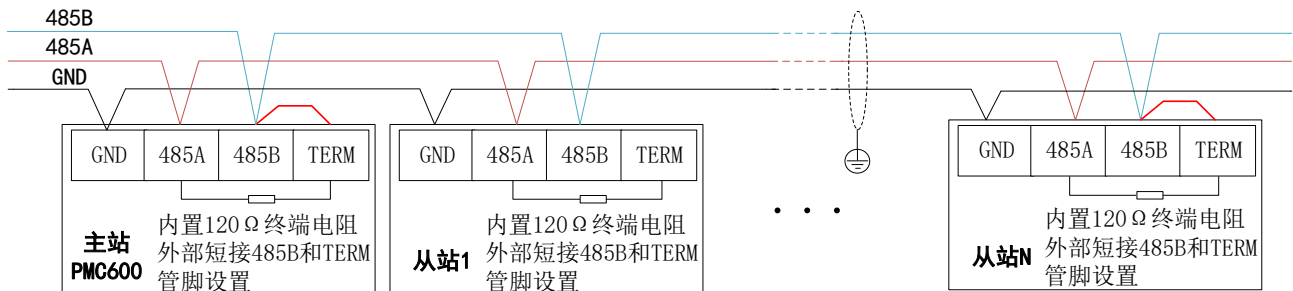 485B
485A
GND
GND 485A 485B TERM
主站
PMC600
内置120Ω终端电阻
外部短接485B和TERM
管脚设置
GND 485A 485B TERM
从站1
内置120Ω终端电阻
外部短接485B和TERM
管脚设置
GND 485A 485B TERM
从站N
内置120Ω终端电阻
外部短接485B和TERM
管脚设置